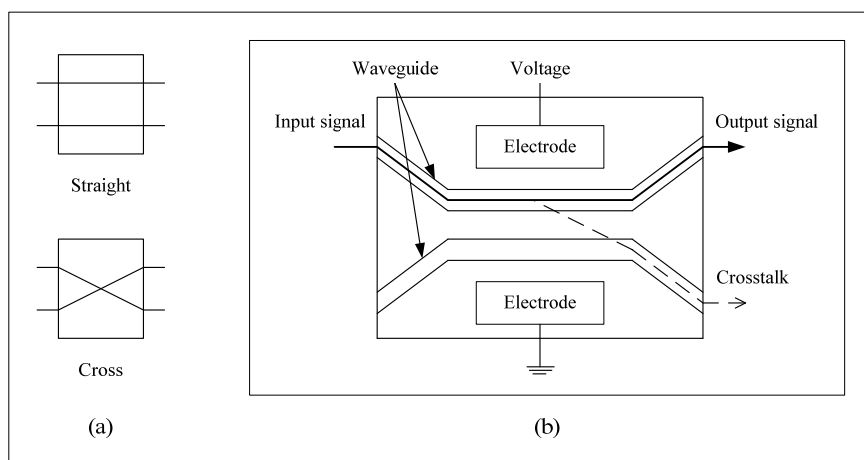 Straight
Cross
(a)
Waveguide
Voltage
Input signal
Electrode
Output signal
Electrode
Crosstalk
(b)